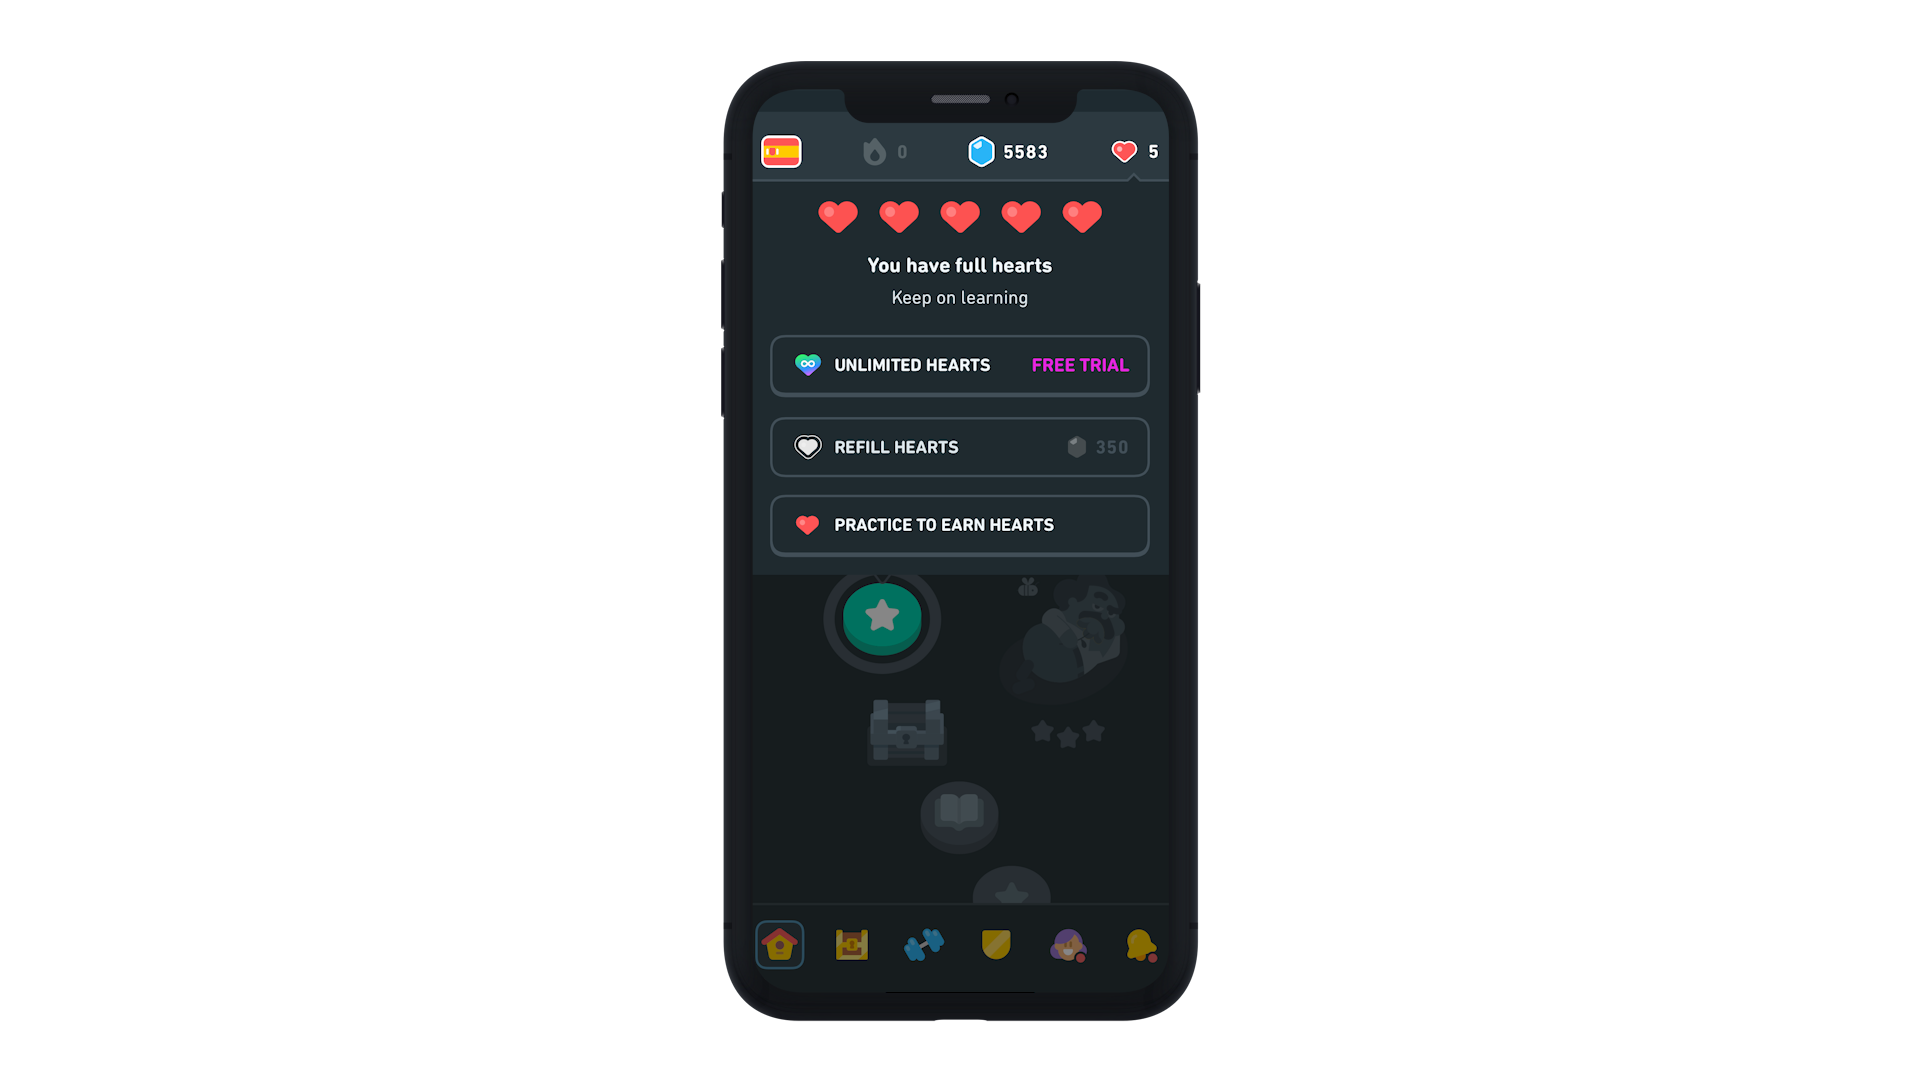 0 5583 5
You have full hearts
Keep on learning
UNLIMITED HEARTS FREE TRIAL
REFILL HEARTS 350
PRACTICE TO EARN HEARTS